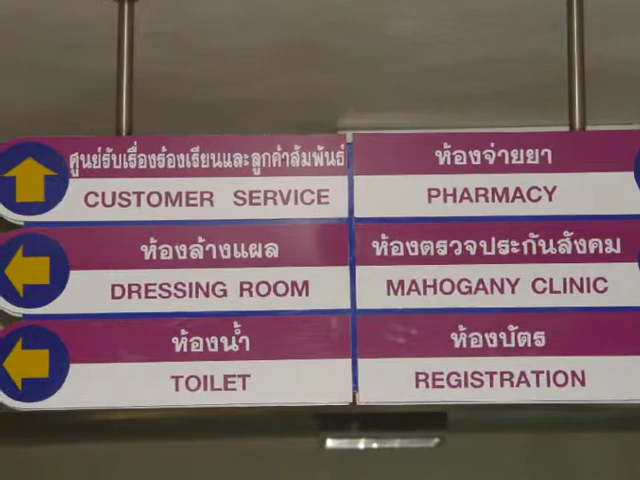 ศูนย์รับเรื่องร้องเรียนและลูกค้าสัมพันธ์
CUSTOMER SERVICE
ห้องล้างแผล
DRESSING ROOM
ห้องน้ำ
TOILET
ห้องจ่ายยา
PHARMACY
ห้องตรวจประกันสังคม
MAHOGANY CLINIC
ห้องบัตร
REGISTRATION